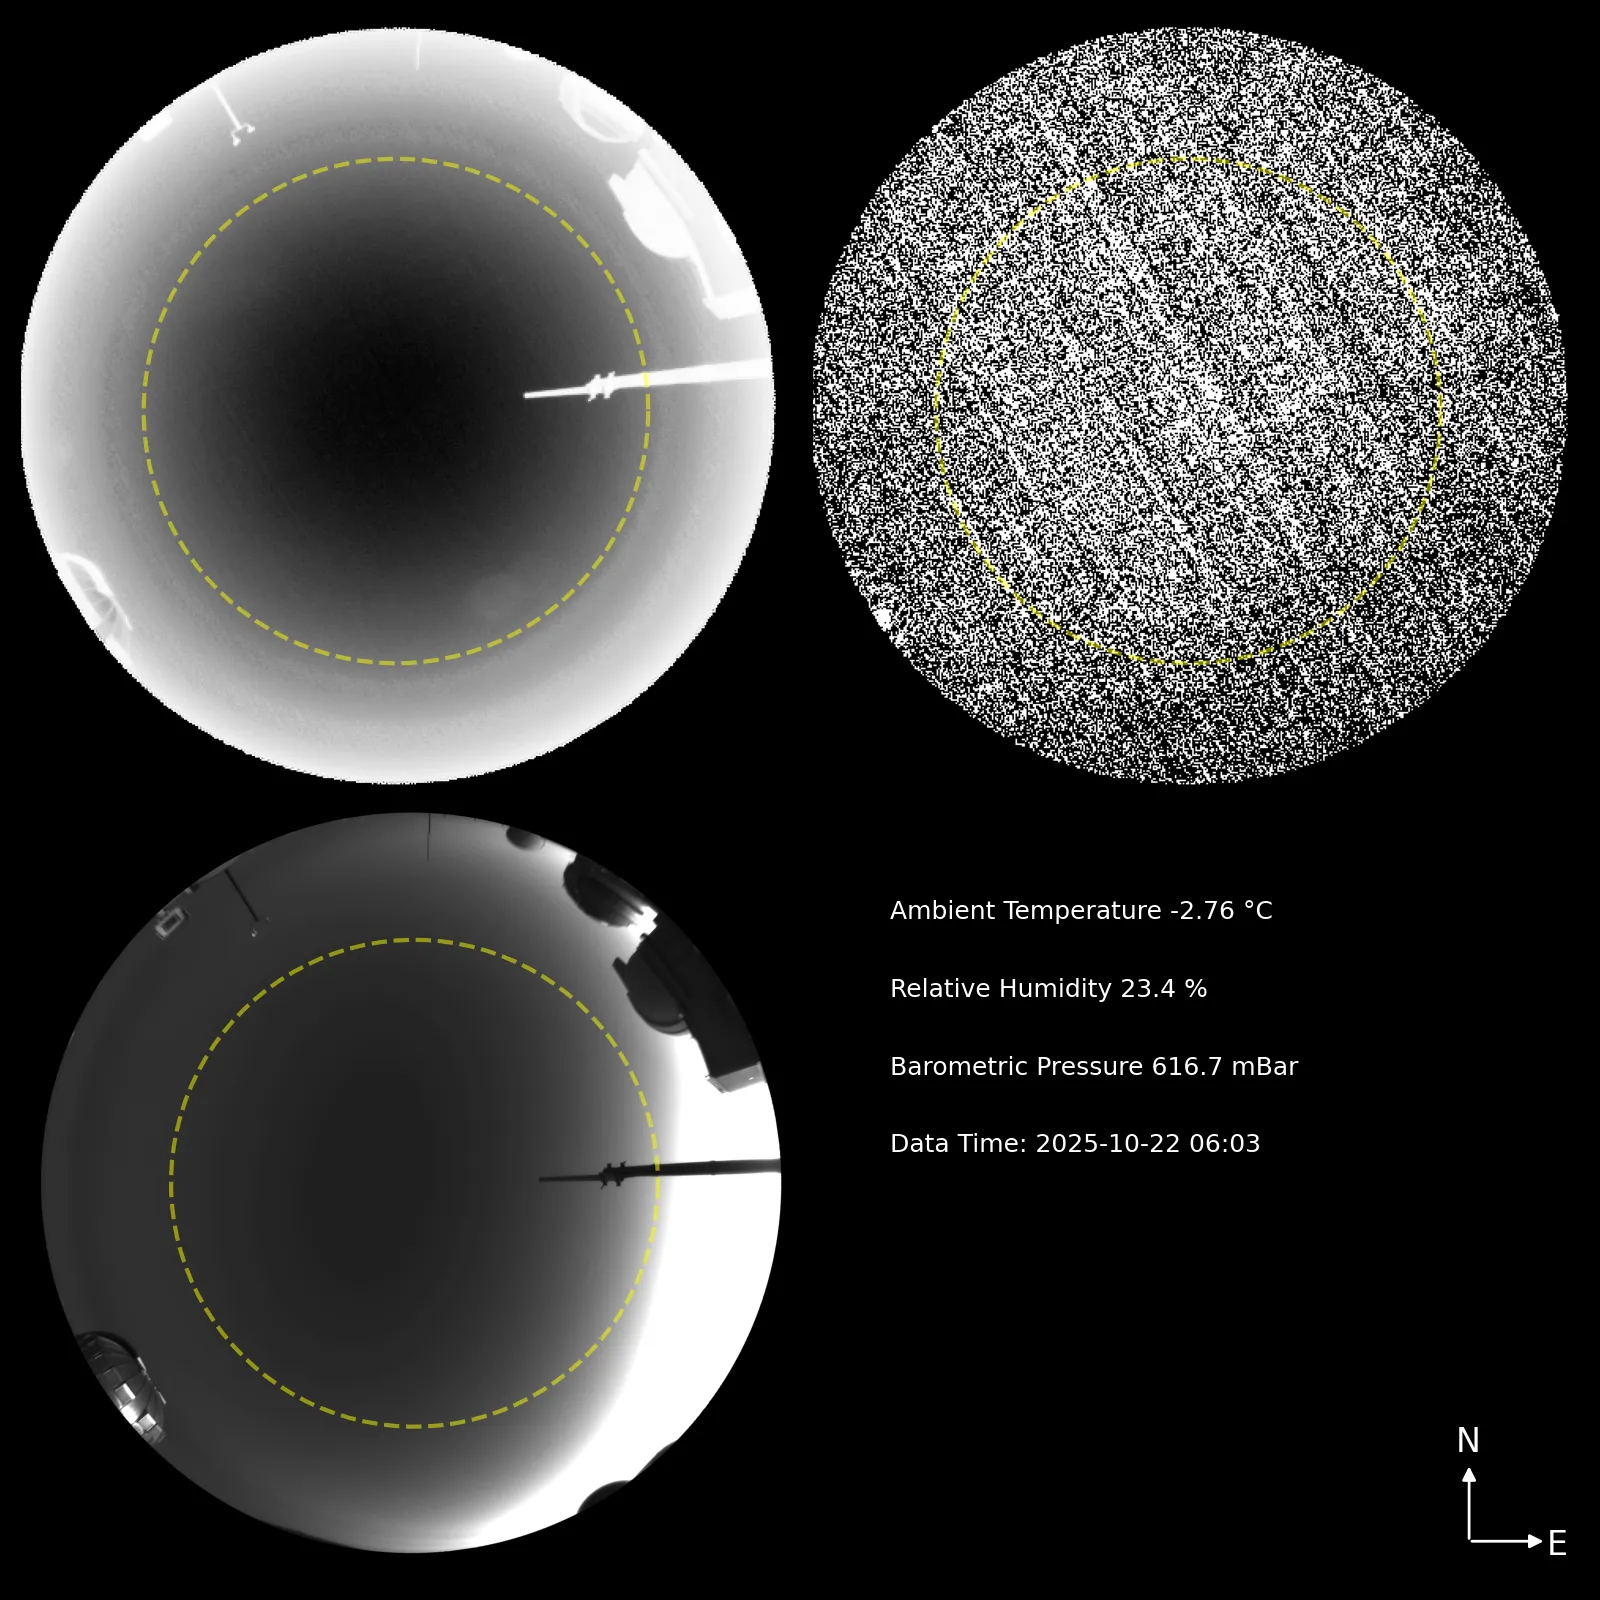 Ambient Temperature -2.76 °C
Relative Humidity 23.4 %
Barometric Pressure 616.7 mBar
Data Time: 2025-10-22 06:03
N
E